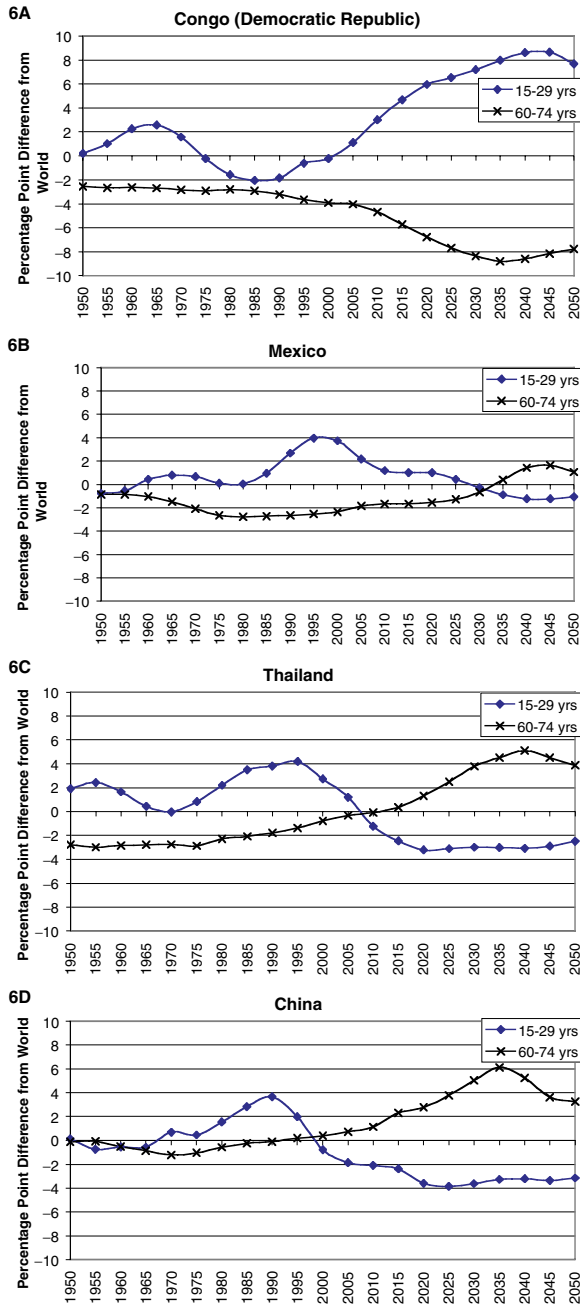 6A
Congo (Democratic Republic)
Percentage Point Difference from
World
10
8
6
4
2
0
−2
−4
−6
−8
−10
15-29 yrs
60-74 yrs
1950 1955 1960 1965 1970 1975 1980 1985 1990 1995 2000 2005 2010 2015 2020 2025 2030 2035 2040 2045 2050
6B
Mexico
Percentage Point Difference from
World
10
8
6
4
2
0
−2
−4
−6
−8
−10
15-29 yrs
60-74 yrs
1950 1955 1960 1965 1970 1975 1980 1985 1990 1995 2000 2005 2010 2015 2020 2025 2030 2035 2040 2045 2050
6C
Thailand
Percentage Point Difference from World
10
8
6
4
2
0
−2
−4
−6
−8
−10
15-29 yrs
60-74 yrs
1950 1955 1960 1965 1970 1975 1980 1985 1990 1995 2000 2005 2010 2015 2020 2025 2030 2035 2040 2045 2050
6D
China
Percentage Point Difference from World
10
8
6
4
2
0
−2
−4
−6
−8
−10
15-29 yrs
60-74 yrs
1950 1955 1960 1965 1970 1975 1980 1985 1990 1995 2000 2005 2010 2015 2020 2025 2030 2035 2040 2045 2050